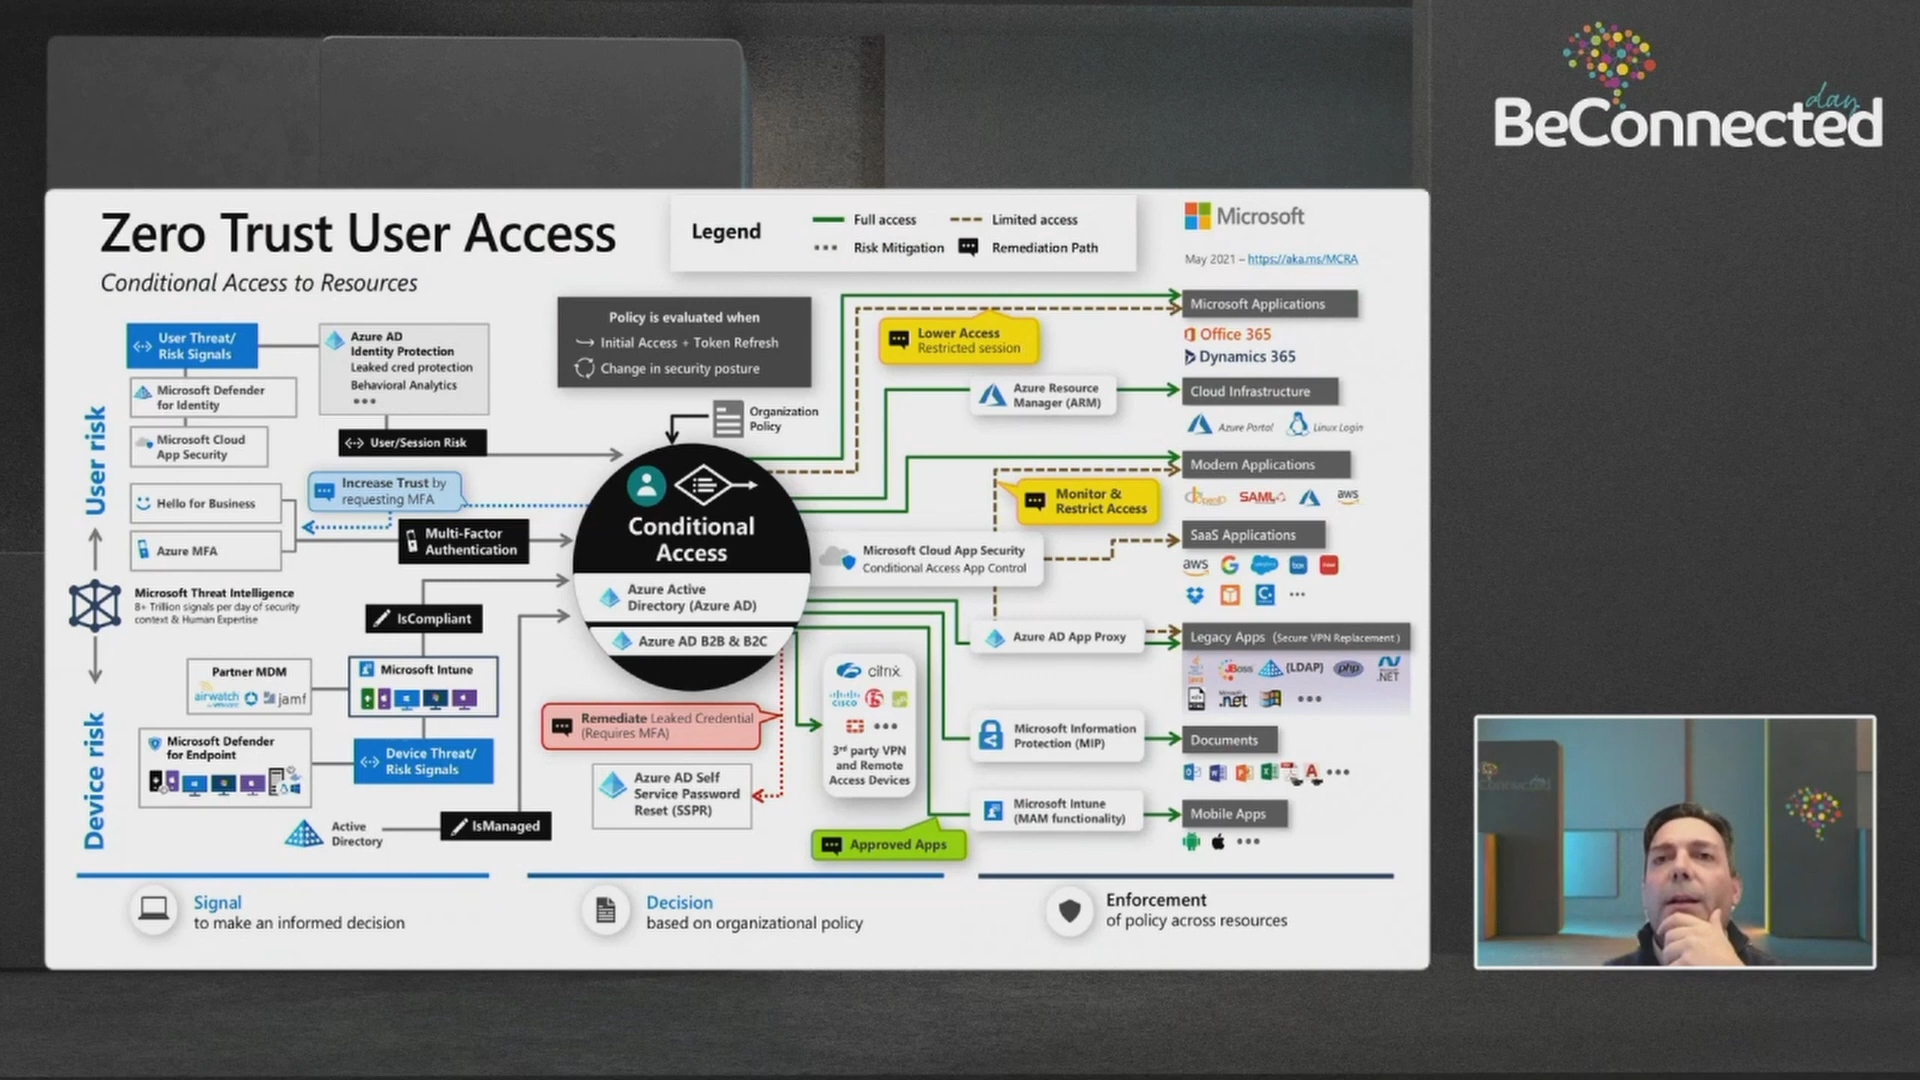 BeConnected
day
Zero Trust User Access
Conditional Access to Resources
Legend
Full access
Limited access
Risk Mitigation
Remediation Path
Microsoft
May 2021 – https://aka.ms/MCRA
User Threat/
Risk Signals
Azure AD
Identity Protection
Leaked cred protection
Behavioral Analytics
Microsoft Defender
for Identity
Microsoft Cloud
App Security
User/Session Risk
User risk
Increase Trust by
requesting MFA
Hello for Business
Azure MFA
Multi-Factor
Authentication
Microsoft Threat Intelligence
8+ Trillion signals per day of security
context & Human Expertise
IsCompliant
Partner MDM
airwatch
jamf
Microsoft Intune
Microsoft Defender
for Endpoint
Device Threat/
Risk Signals
Device risk
Active
Directory
IsManaged
Policy is evaluated when
Initial Access + Token Refresh
Change in security posture
Organization
Policy
Conditional
Access
Azure Active
Directory (Azure AD)
Azure AD B2B & B2C
Remediate Leaked Credential
(Requires MFA)
Azure AD Self
Service Password
Reset (SSPR)
citrix
cisco
3rd party VPN
and Remote
Access Devices
Approved Apps
Lower Access
Restricted session
Azure Resource
Manager (ARM)
Monitor &
Restrict Access
Microsoft Cloud App Security
Conditional Access App Control
Azure AD App Proxy
Microsoft Information
Protection (MIP)
Microsoft Intune
(MAM functionality)
Microsoft Applications
Office 365
Dynamics 365
Cloud Infrastructure
Azure Portal
Linux Login
Modern Applications
SAML
aws
SaaS Applications
aws
Legacy Apps (Secure VPN Replacement)
JBoss
(LDAP)
php
.NET
.net
Documents
Mobile Apps
Signal
to make an informed decision
Decision
based on organizational policy
Enforcement
of policy across resources